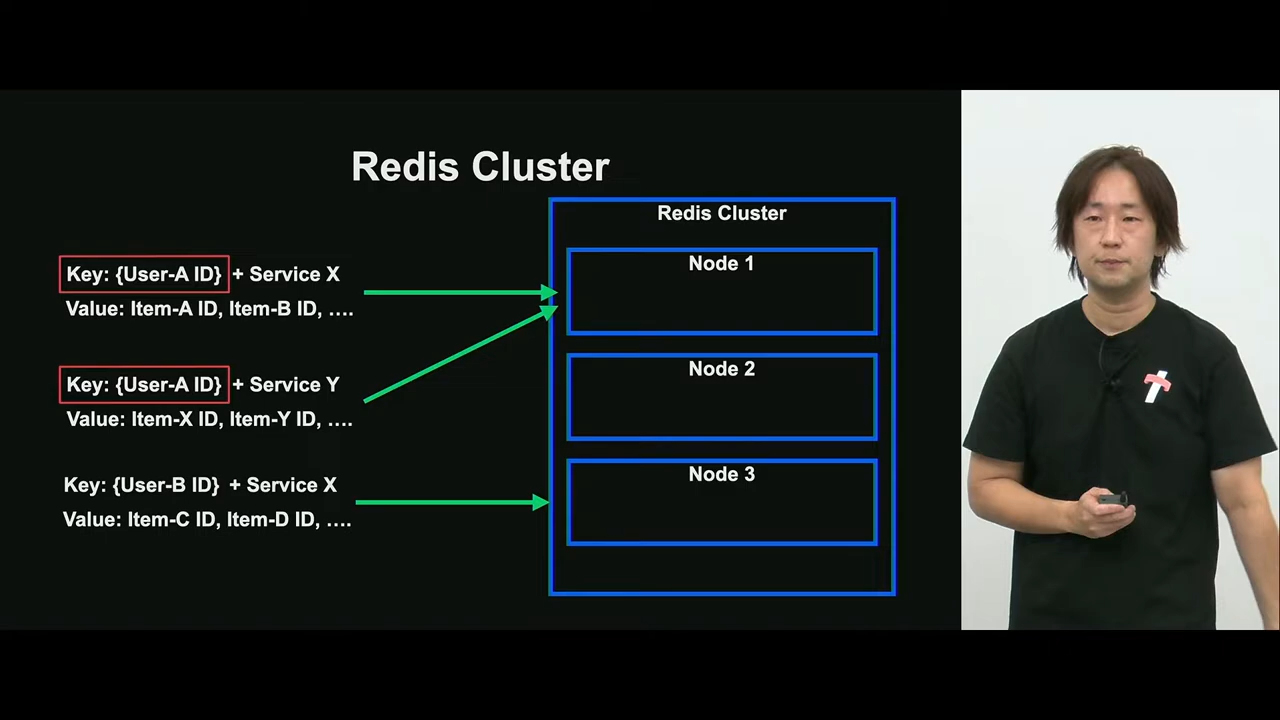 Redis Cluster
Redis Cluster
Key: {User-A ID} + Service X
Value: Item-A ID, Item-B ID, ....
Key: {User-A ID} + Service Y
Value: Item-X ID, Item-Y ID, ....
Key: {User-B ID} + Service X
Value: Item-C ID, Item-D ID, ....
Node 1
Node 2
Node 3